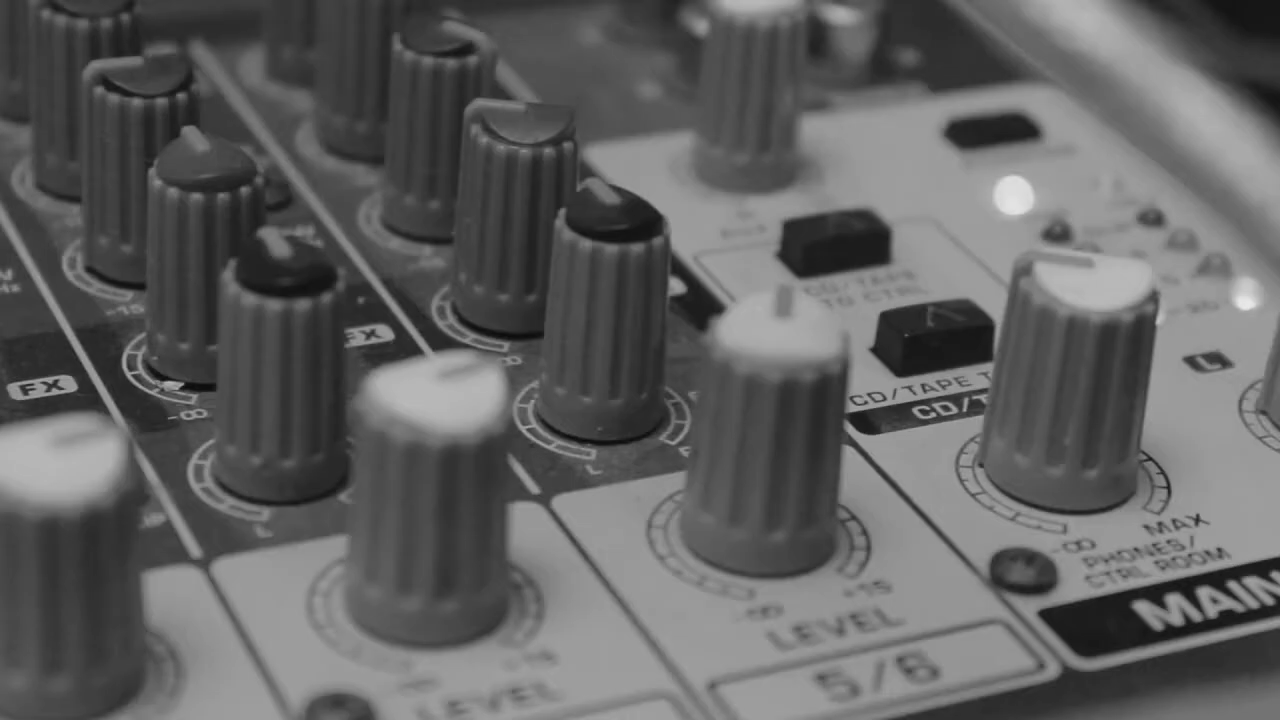 FX
FX
-∞
L
L
CD/TAPE
TO CTRL
CD/TAPE T
CD/T
L
-∞
MAX
PHONES/
CTRL ROOM
MAIN
-∞
+15
LEVEL
5/6
LEVEL